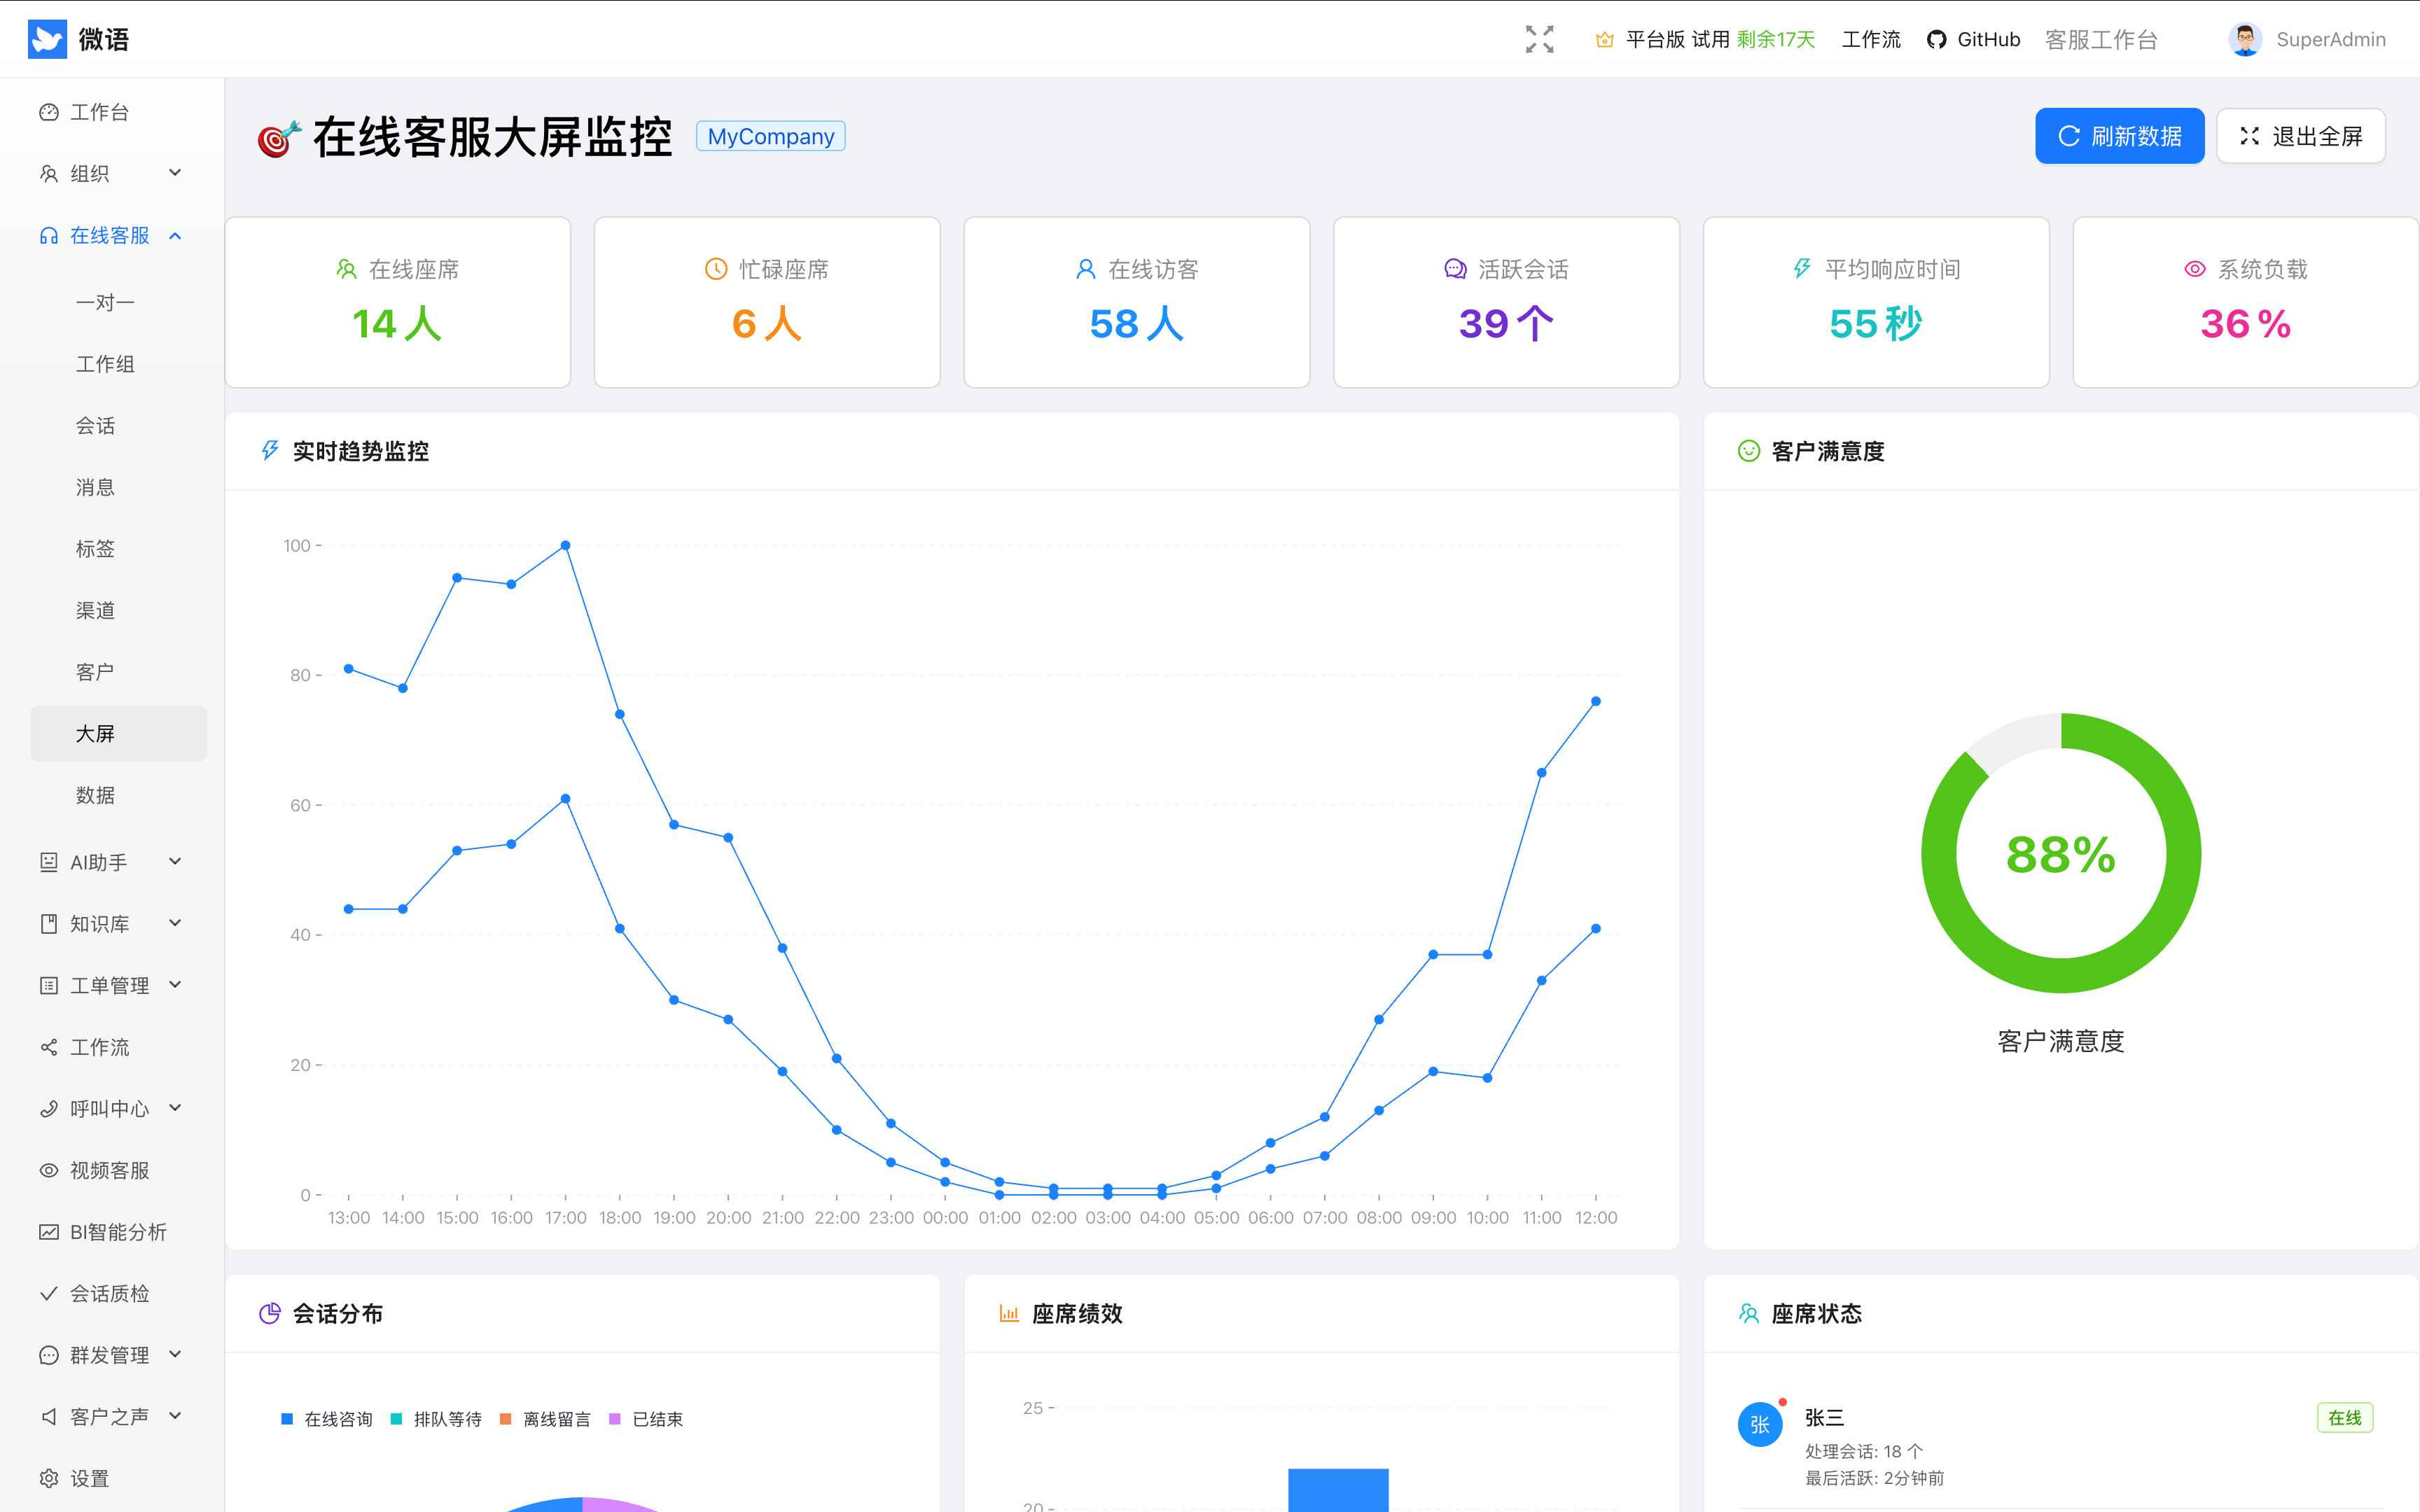 微语
平台版 试用 剩余17天
工作流
GitHub
客服工作台
SuperAdmin
工作台
组织
在线客服
一对一
工作组
会话
消息
标签
渠道
客户
大屏
数据
AI助手
知识库
工单管理
工作流
呼叫中心
视频客服
BI智能分析
会话质检
群发管理
客户之声
设置
在线客服大屏监控
MyCompany
刷新数据
退出全屏
在线座席
14 人
忙碌座席
6 人
在线访客
58 人
活跃会话
39 个
平均响应时间
55 秒
系统负载
36 %
实时趋势监控
100
80
60
40
20
0
13:00 14:00 15:00 16:00 17:00 18:00 19:00 20:00 21:00 22:00 23:00 00:00 01:00 02:00 03:00 04:00 05:00 06:00 07:00 08:00 09:00 10:00 11:00 12:00
客户满意度
88%
客户满意度
会话分布
在线咨询 排队等待 离线留言 已结束
座席绩效
25
20
座席状态
张
张三
在线
处理会话: 18 个
最后活跃: 2分钟前